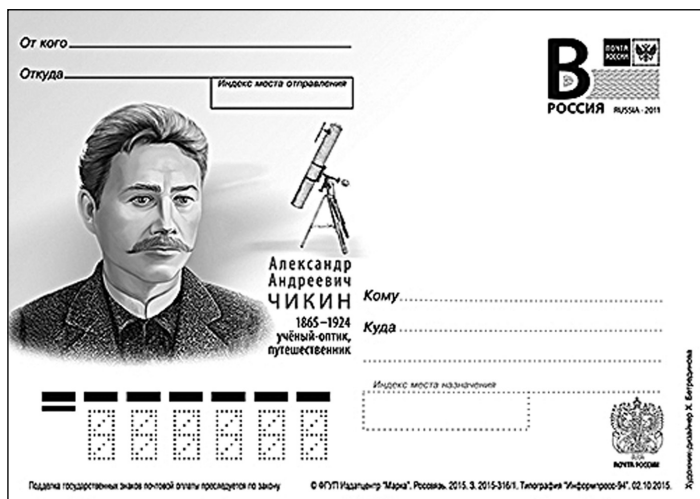 От кого
Откуда
Индекс места отправления
ПОЧТА
РОССИИ
B
РОССИЯ
RUSSIA - 2011
Александр
Андреевич
ЧИКИН
1865–1924
учёный-оптик,
путешественник
Кому
Куда
Индекс места назначения
ПОЧТА РОССИИ
Подделка государственных знаков почтовой оплаты преследуется по закону
© ФГУП Издатцентр "Марка", Россвязь. 2015. З. 2015-316/1. Типография "Информпресс-94". 02.10.2015.
Художник-дизайнер Х. Бетрединова